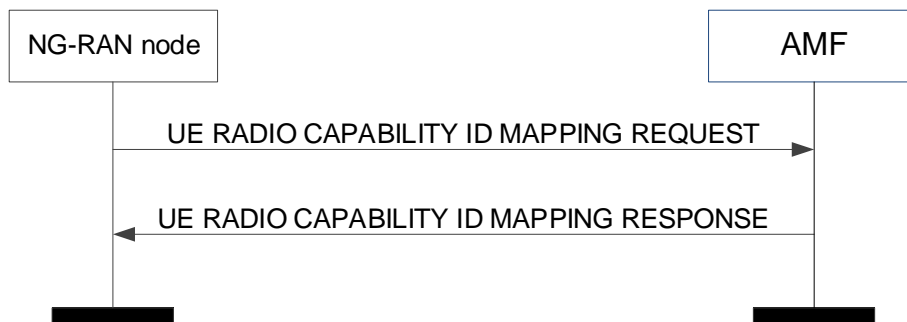 NG-RAN node
AMF
UE RADIO CAPABILITY ID MAPPING REQUEST
UE RADIO CAPABILITY ID MAPPING RESPONSE